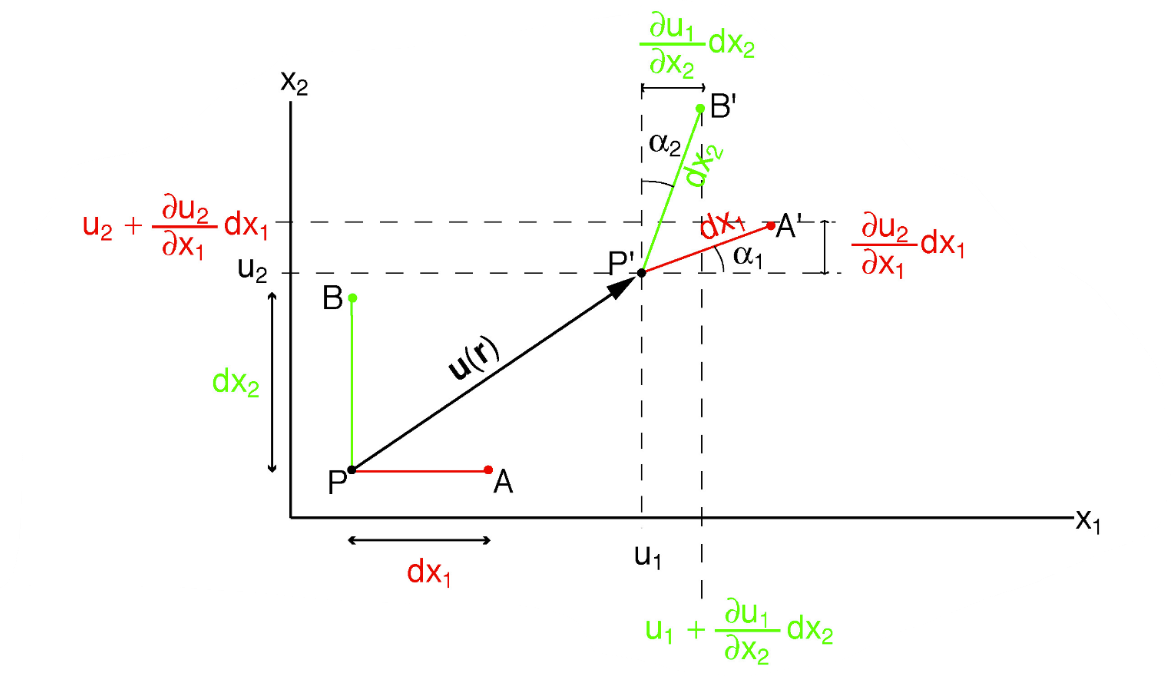 ∂u₁/∂x₂ dx₂
x₂
B'
α₂
dx₂
u₂ + ∂u₂/∂x₁ dx₁
dx₁
A'
∂u₂/∂x₁ dx₁
u₂
P'
α₁
B
u(r)
dx₂
P
A
x₁
dx₁
u₁
u₁ + ∂u₁/∂x₂ dx₂